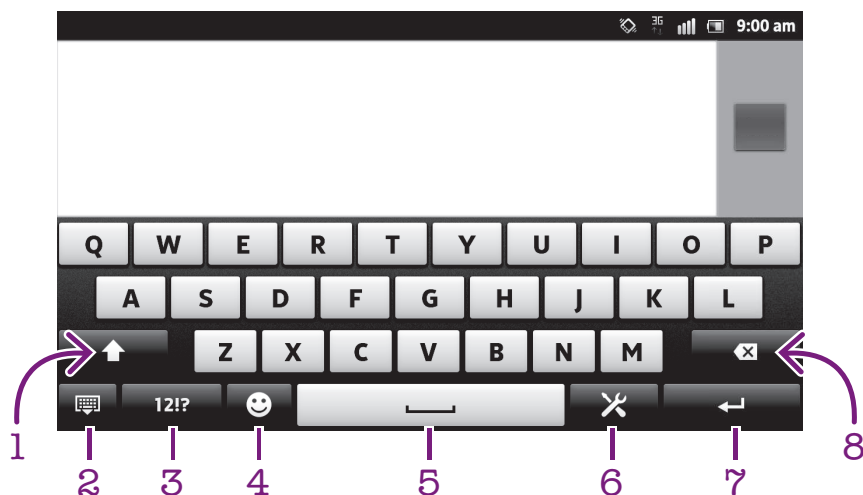 3G 9:00 am
Q W E R T Y U I O P
A S D F G H J K L
Z X C V B N M
12!?
1 2 3 4 5 6 7 8